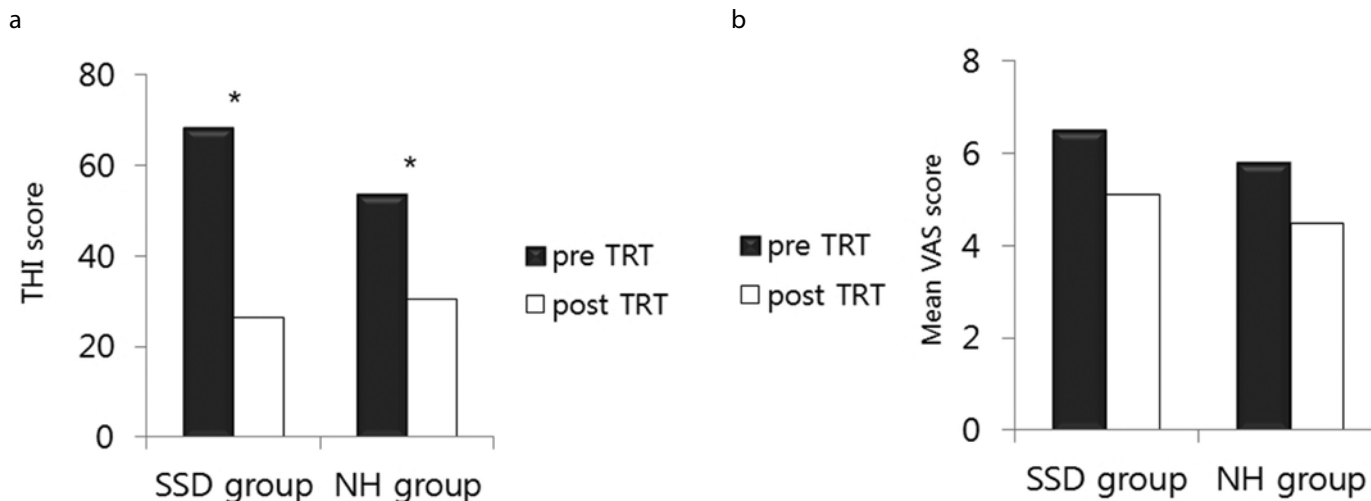 a
80
60
40
20
0
THI score
*
*
SSD group NH group
pre TRT
post TRT
b
8
6
4
2
0
Mean VAS score
pre TRT
post TRT
SSD group NH group